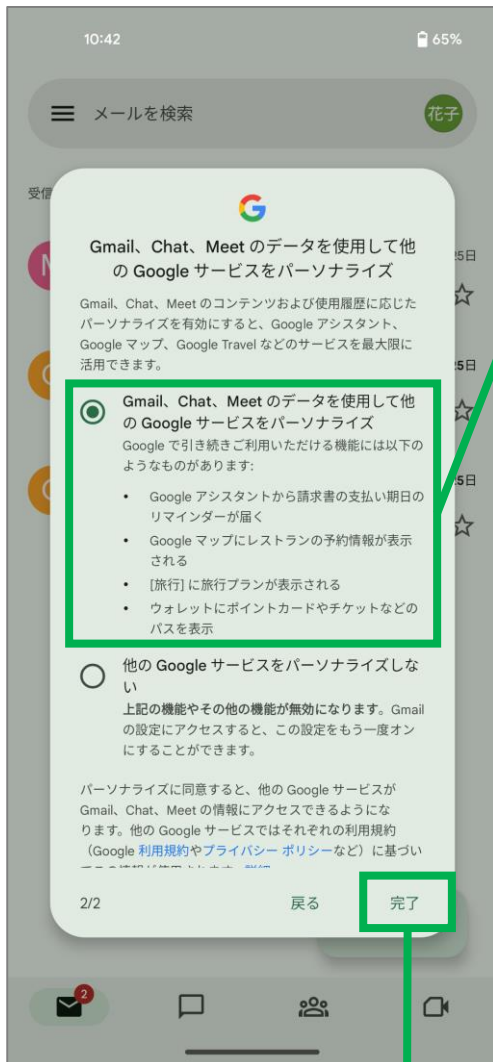 10:42
65%
メールを検索
花子
受信
Gmail、Chat、Meet のデータを使用して他
の Google サービスをパーソナライズ
Gmail、Chat、Meet のコンテンツおよび使用履歴に応じた
パーソナライズを有効にすると、Google アシスタント、
Google マップ、Google Travel などのサービスを最大限に
活用できます。
Gmail、Chat、Meet のデータを使用して他
の Google サービスをパーソナライズ
Google で引き続きご利用いただける機能には以下の
ようなものがあります:
• Google アシスタントから請求書の支払い期日の
リマインダーが届く
• Google マップにレストランの予約情報が表示
される
• [旅行] に旅行プランが表示される
• ウォレットにポイントカードやチケットなどの
パスを表示
他の Google サービスをパーソナライズしな
い
上記の機能やその他の機能が無効になります。Gmail
の設定にアクセスすると、この設定をもう一度オン
にすることができます。
パーソナライズに同意すると、他の Google サービスが
Gmail、Chat、Meet の情報にアクセスできるようにな
ります。他の Google サービスではそれぞれの利用規約
（Google 利用規約やプライバシー ポリシーなど）に基づい
2/2
戻る
完了
5日
5日
5日
2